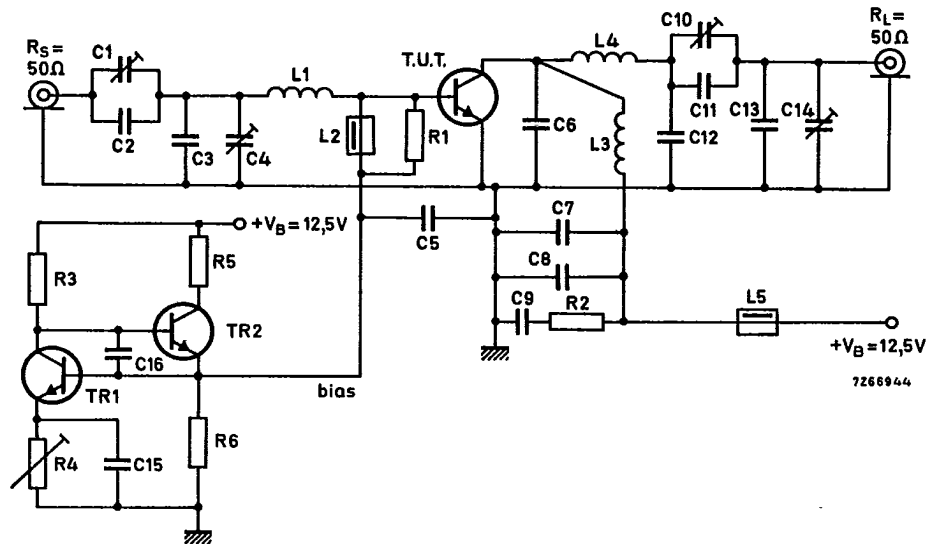 RS=
50Ω
C1
C2
C3
C4
L1
L2
R1
T.U.T.
C6
L4
L3
C10
C11
C12
C13
C14
RL=
50Ω
C5
C7
C8
C9
R2
L5
+VB=12,5V
7266944
+VB=12,5V
R3
R5
TR2
C16
TR1
bias
R4
C15
R6